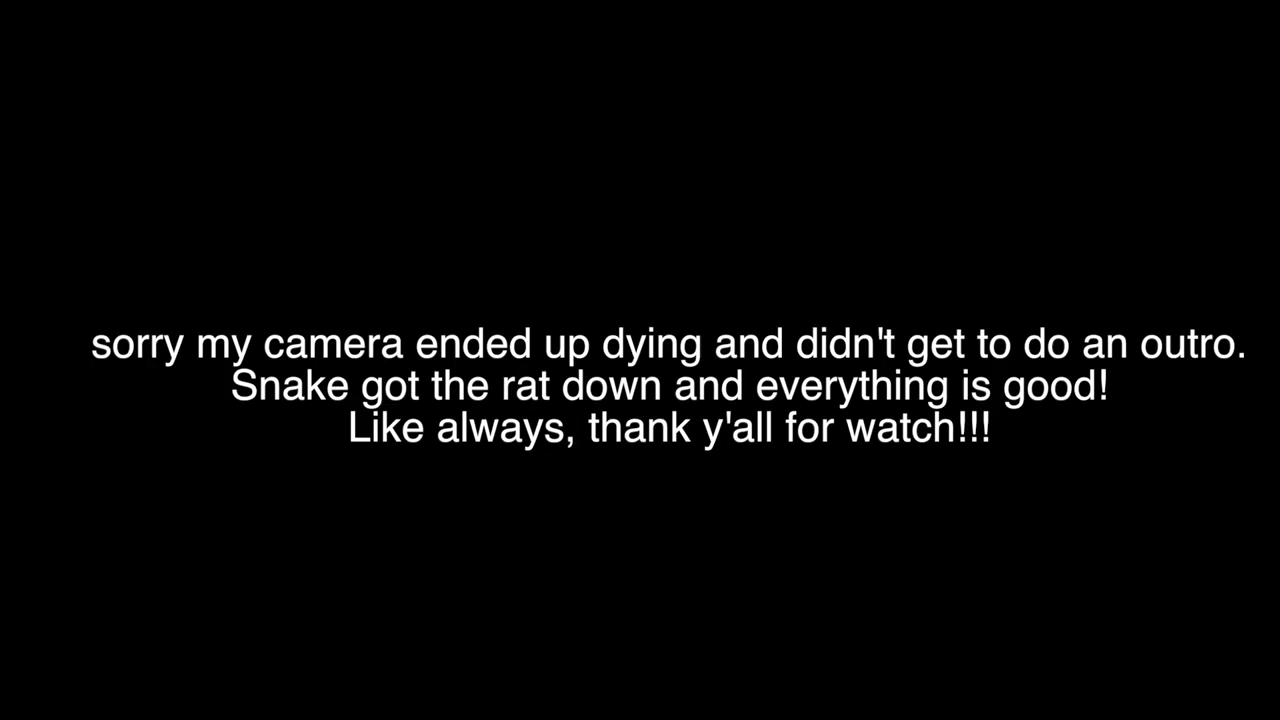 sorry my camera ended up dying and didn't get to do an outro.
Snake got the rat down and everything is good!
Like always, thank y'all for watch!!!